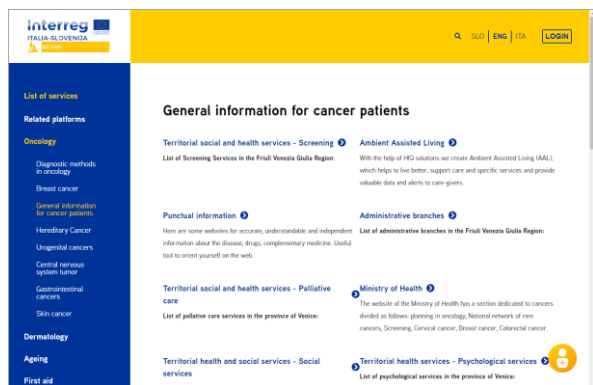 Interreg
ITALIA-SLOVENIJA
SLO | ENG | ITA
LOGIN
List of services
Related platforms
Oncology
Diagnostic methods
in oncology
Breast cancer
General information
for cancer patients
Hereditary Cancer
Urogenital cancers
Central nervous
system tumor
Gastrointestinal
cancers
Skin cancer
Dermatology
Ageing
First aid
General information for cancer patients
Territorial social and health services - Screening
List of Screening Services in the Friuli Venezia Giulia Region:
Ambient Assisted Living
With the help of HIQ solutions we create Ambient Assisted Living (AAL),
which helps to live better, support care and specific services and provide
valuable data and alerts to care-givers.
Punctual information
Here are some websites for accurate, understandable and independent
information about the disease, drugs, complementary medicine. Useful
tool to orient yourself on the web.
Administrative branches
List of administrative branches in the Friuli Venezia Giulia Region:
Territorial social and health services - Palliative
care
List of pallative care services in the province of Venice:
Ministry of Health
The website of the Ministry of Health has a section dedicated to cancers
divided as follows: planning in oncology, National network of rare
cancers, Screening, Cervical cancer, Breast cancer, Colorectal cancer.
Territorial health and social services - Social
services
Territorial health services - Psychological services
List of psychological services in the province of Venice: